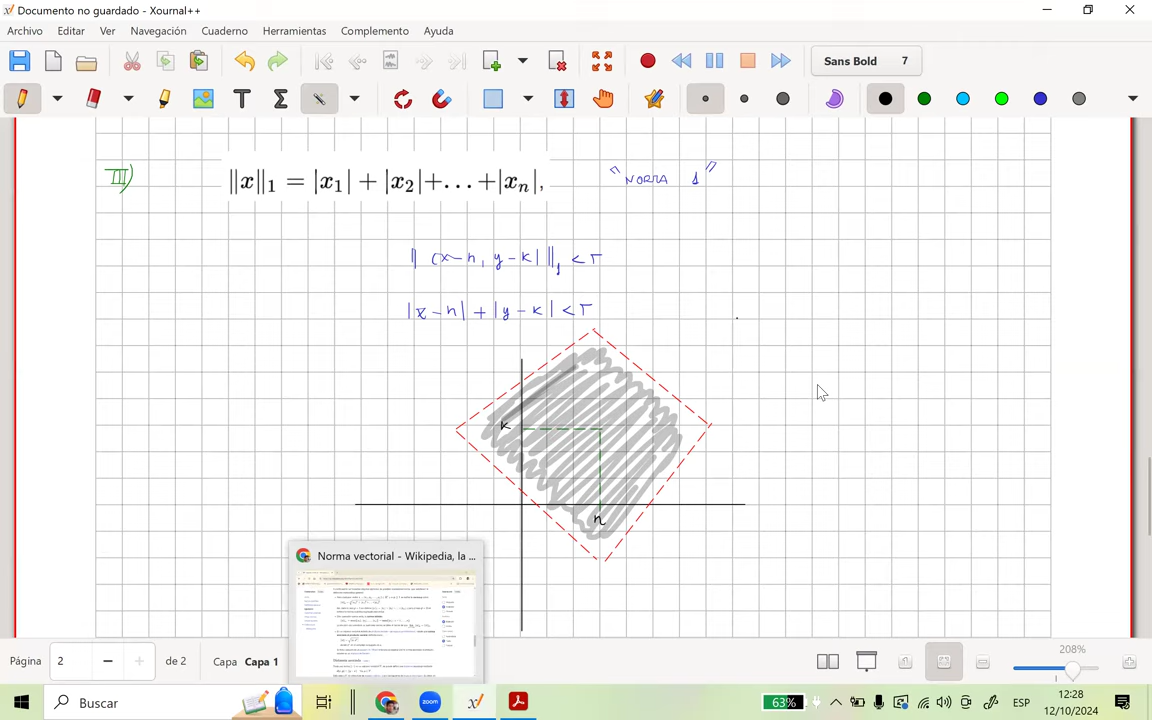 Documento no guardado - Xournal++
Archivo Editar Ver Navegación Cuaderno Herramientas Complemento Ayuda
Sans Bold 7
III) ‖x‖₁ = |x₁| + |x₂|+…+|xₙ|, "NORMA 1"
‖ (x-h, y-k| ‖₁ < r
|x-h| + |y-k| < r
k
h
Norma vectorial - Wikipedia, la ...
Página 2 de 2 Capa Capa 1 208%
Buscar 63% ESP 12:28
12/10/2024